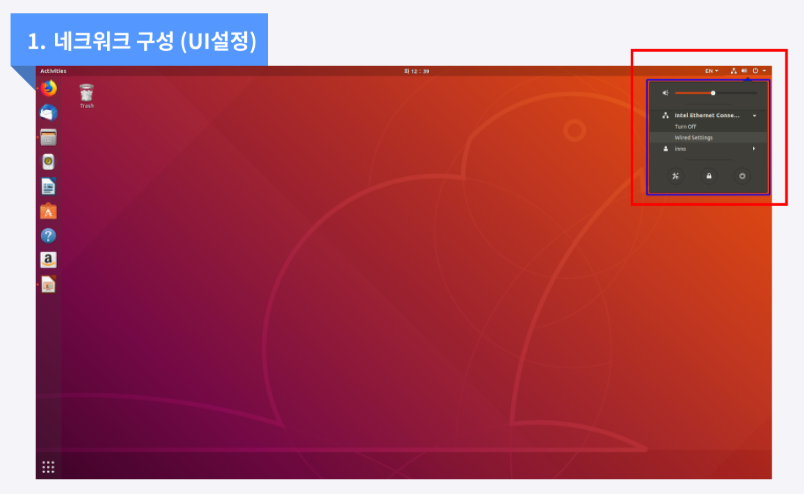 1. 네크워크 구성 (UI설정)
Activities
화 12 : 39
EN
Trash
Intel Ethernet Conne...
Turn Off
Wired Settings
inno
a